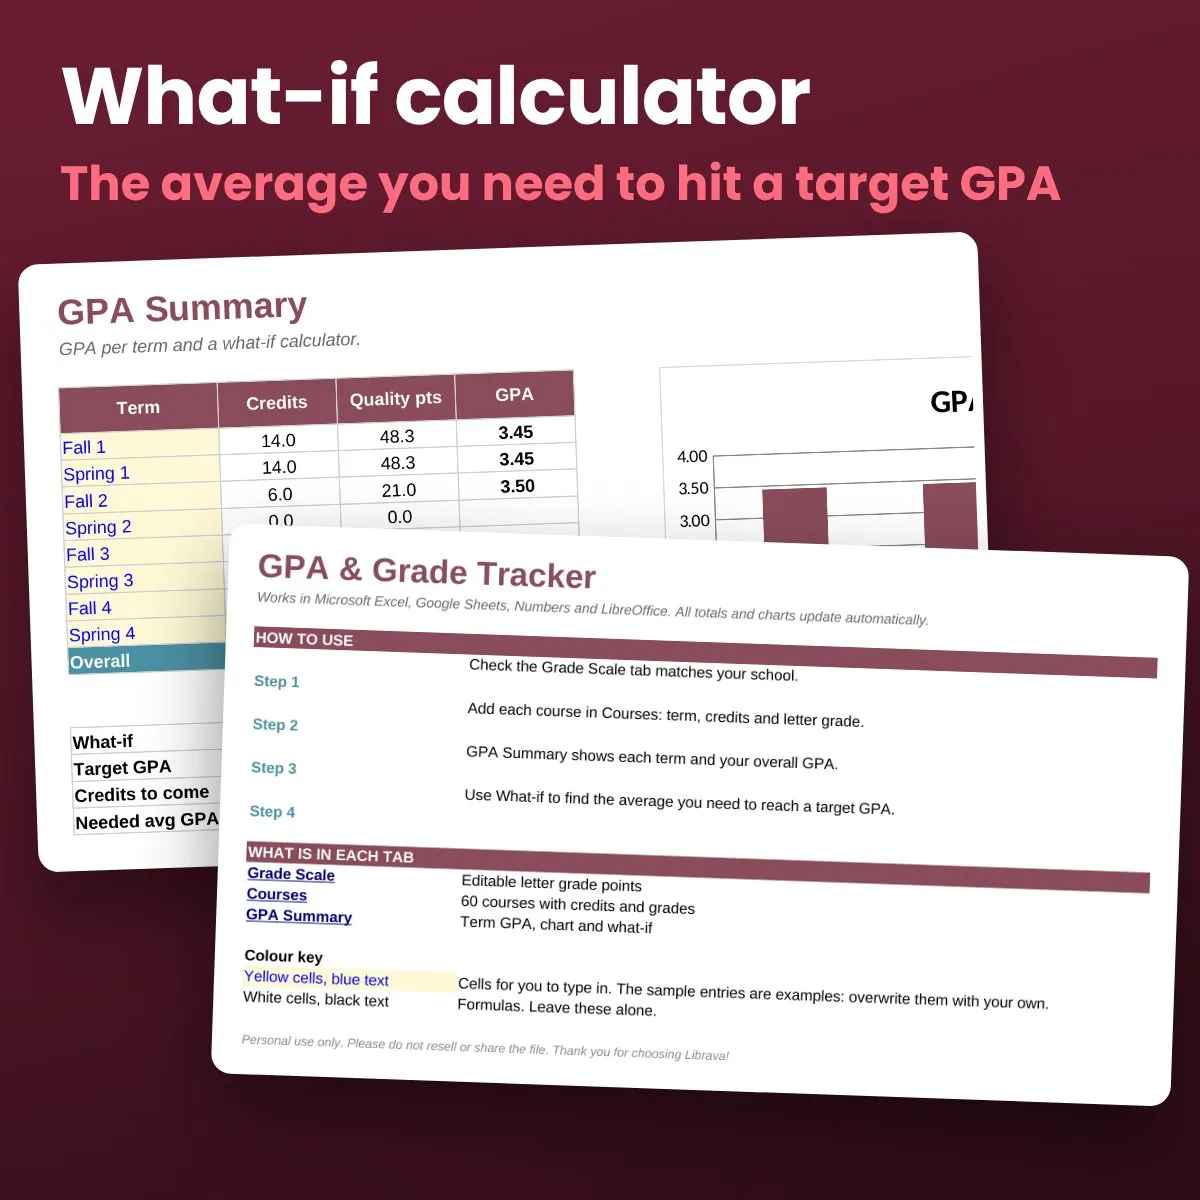 What-if calculator
The average you need to hit a target GPA
GPA Summary
GPA per term and a what-if calculator.
Term Credits Quality pts GPA
Fall 1 14.0 48.3 3.45
Spring 1 14.0 48.3 3.45
Fall 2 6.0 21.0 3.50
Spring 2 0.0 0.0
Fall 3
Spring 3
Fall 4
Spring 4
Overall
What-if
Target GPA
Credits to come
Needed avg GPA
GPA
4.00
3.50
3.00
GPA & Grade Tracker
Works in Microsoft Excel, Google Sheets, Numbers and LibreOffice. All totals and charts update automatically.
HOW TO USE
Step 1 Check the Grade Scale tab matches your school.
Step 2 Add each course in Courses: term, credits and letter grade.
Step 3 GPA Summary shows each term and your overall GPA.
Step 4 Use What-if to find the average you need to reach a target GPA.
WHAT IS IN EACH TAB
Grade Scale Editable letter grade points
Courses 60 courses with credits and grades
GPA Summary Term GPA, chart and what-if
Colour key
Yellow cells, blue text Cells for you to type in. The sample entries are examples: overwrite them with your own.
White cells, black text Formulas. Leave these alone.
Personal use only. Please do not resell or share the file. Thank you for choosing Librava!